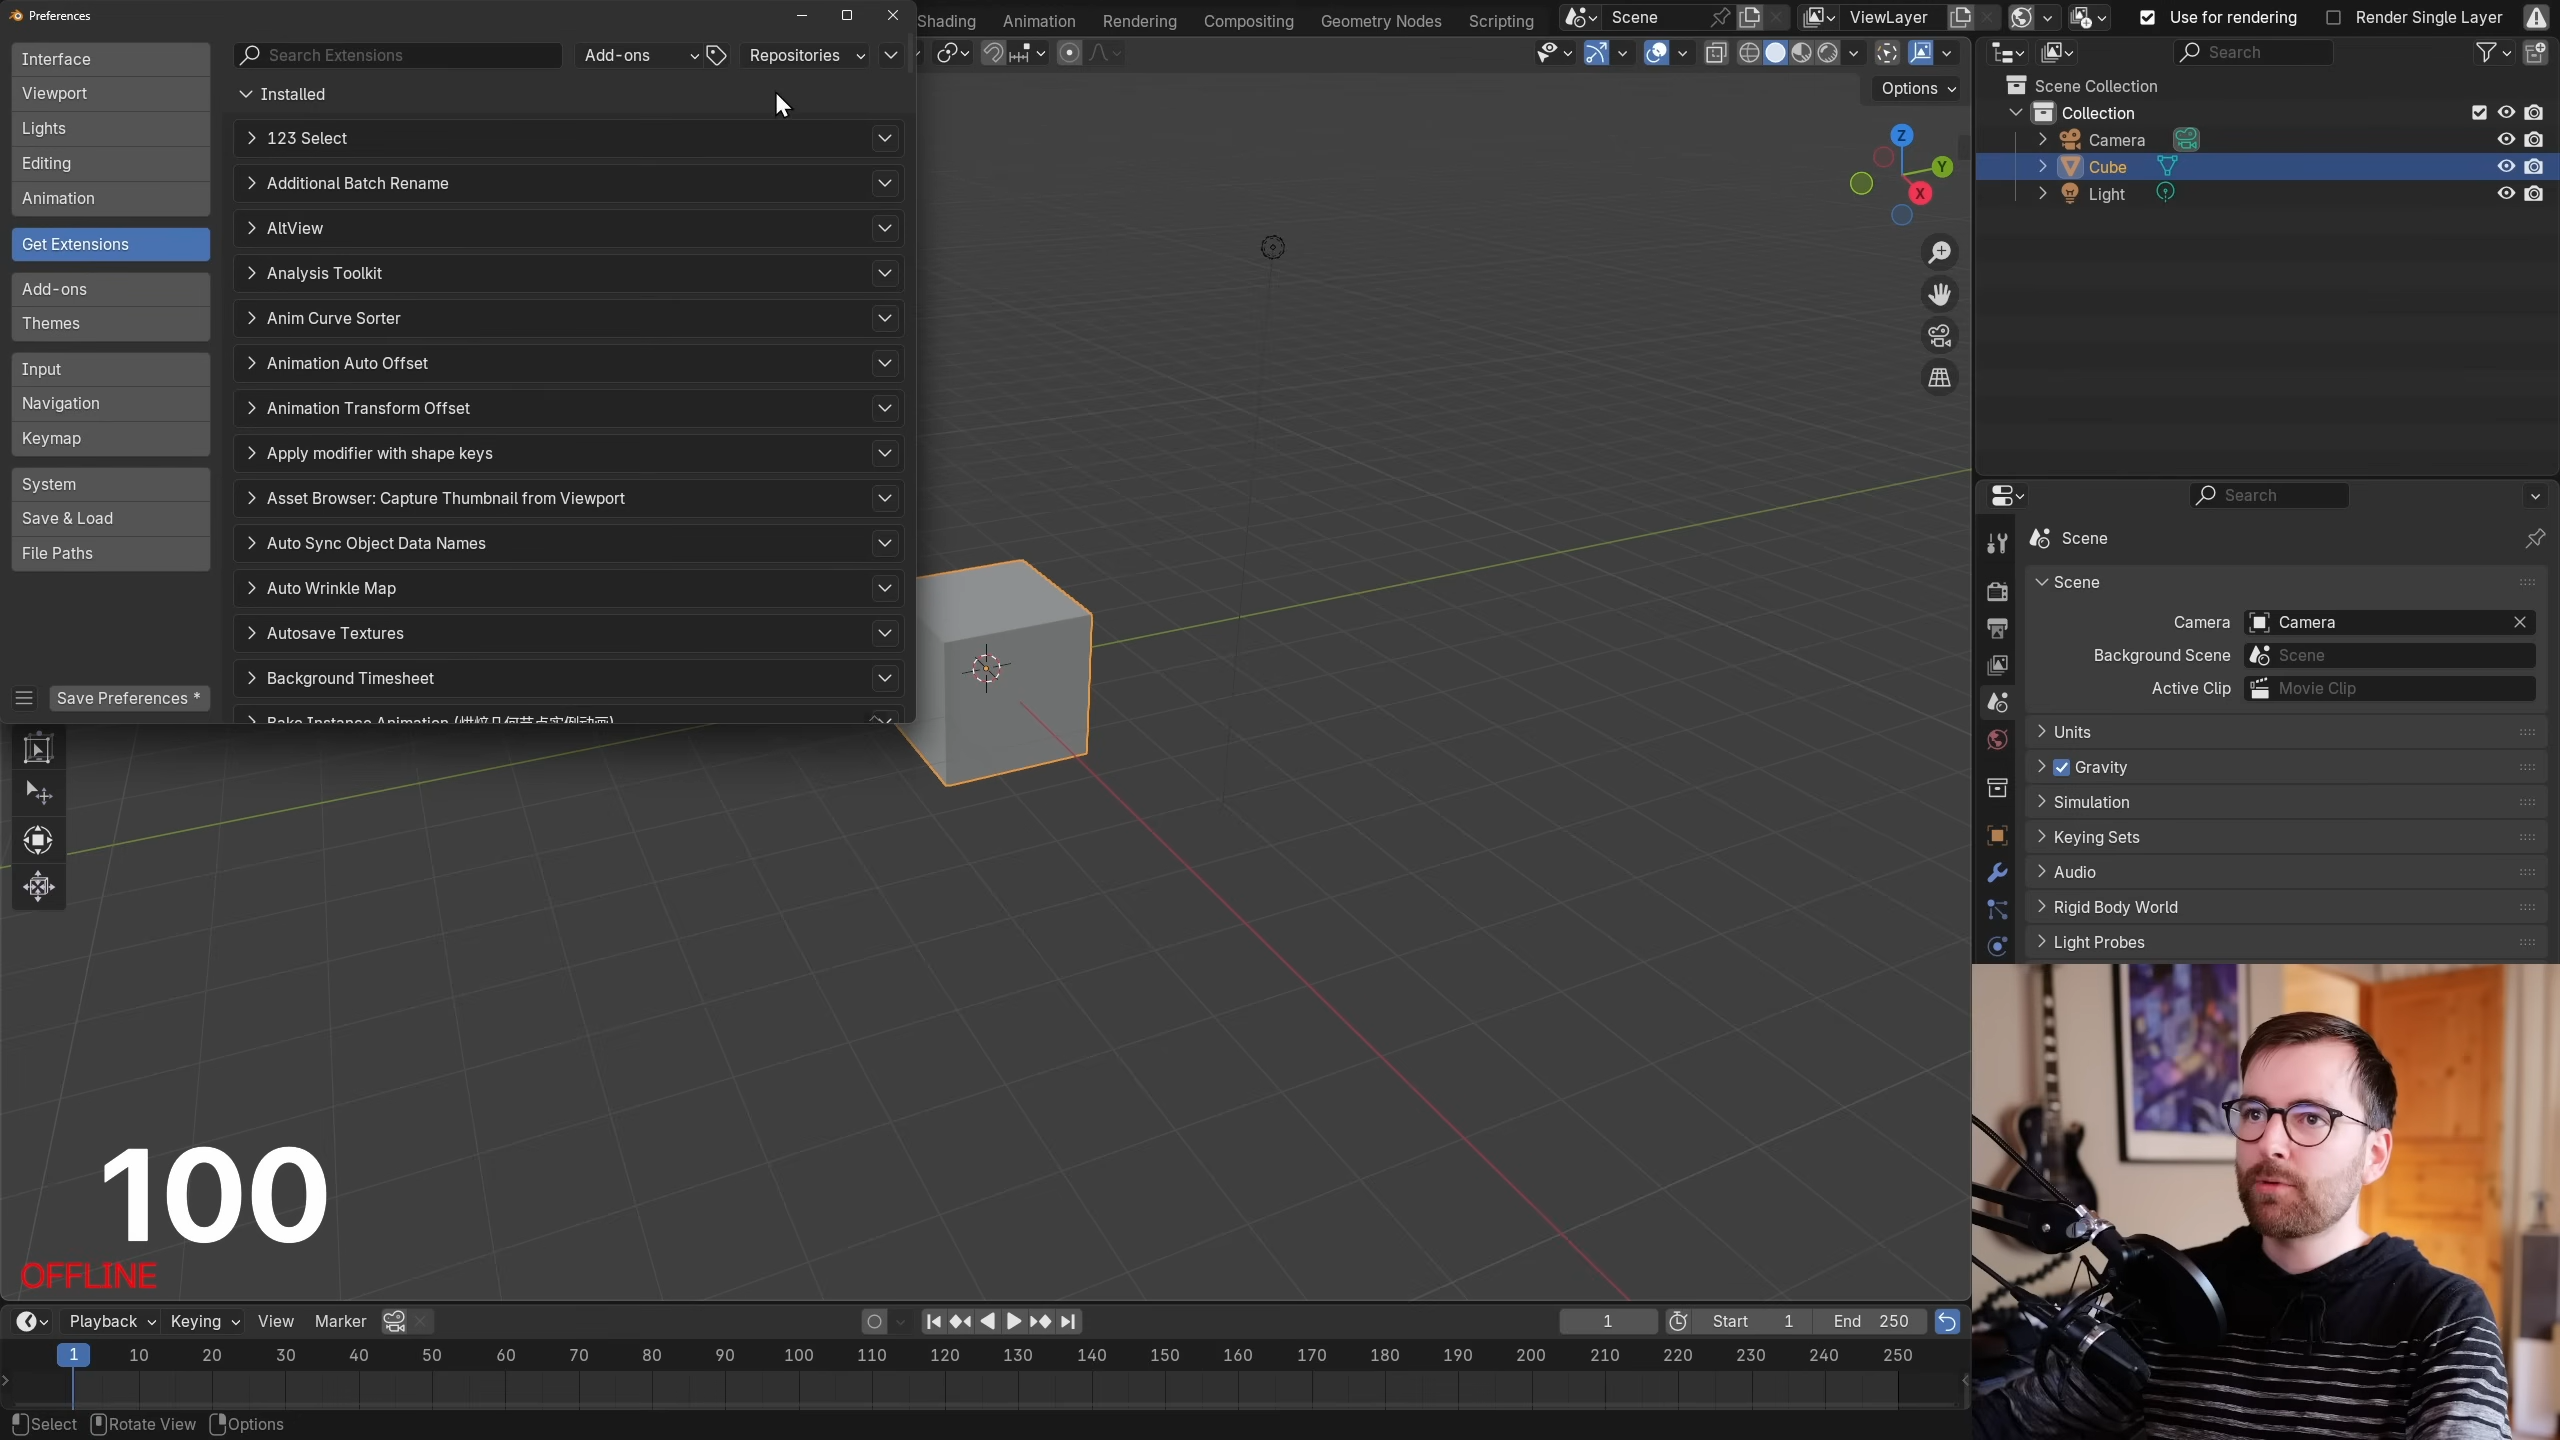 Preferences
Shading
Animation
Rendering
Compositing
Geometry Nodes
Scripting
Scene
ViewLayer
Use for rendering
Render Single Layer
Search Extensions
Add-ons
Repositories
Options
Search
Interface
Viewport
Lights
Editing
Animation
Get Extensions
Add-ons
Themes
Input
Navigation
Keymap
System
Save & Load
File Paths
Save Preferences *
Installed
123 Select
Additional Batch Rename
AltView
Analysis Toolkit
Anim Curve Sorter
Animation Auto Offset
Animation Transform Offset
Apply modifier with shape keys
Asset Browser: Capture Thumbnail from Viewport
Auto Sync Object Data Names
Auto Wrinkle Map
Autosave Textures
Background Timesheet
Bake Instance Animation
Z
Y
X
Scene Collection
Collection
Camera
Cube
Light
Search
Scene
Scene
Camera
Camera
Background Scene
Scene
Active Clip
Movie Clip
Units
Gravity
Simulation
Keying Sets
Audio
Rigid Body World
Light Probes
100
OFFLINE
Playback
Keying
View
Marker
1
Start 1
End 250
1 10 20 30 40 50 60 70 80 90 100 110 120 130 140 150 160 170 180 190 200 210 220 230 240 250
Select
Rotate View
Options